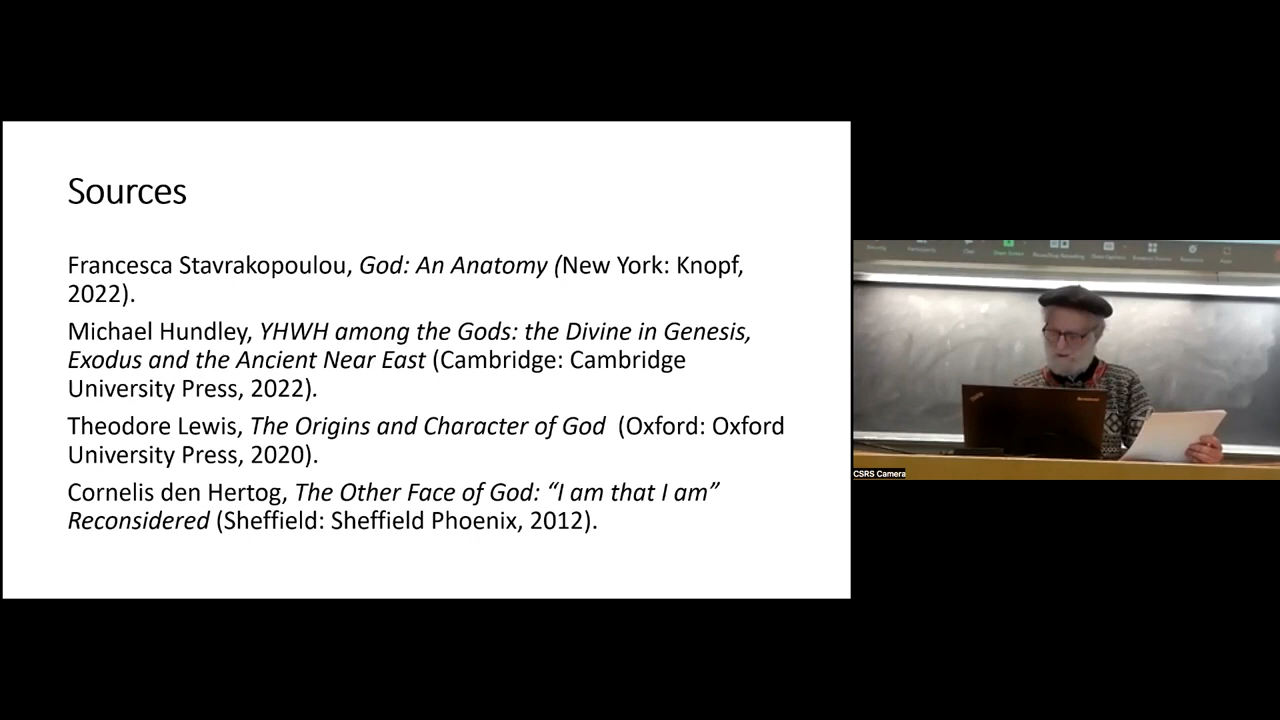 Sources
Francesca Stavrakopoulou, God: An Anatomy (New York: Knopf,
2022).
Michael Hundley, YHWH among the Gods: the Divine in Genesis,
Exodus and the Ancient Near East (Cambridge: Cambridge
University Press, 2022).
Theodore Lewis, The Origins and Character of God (Oxford: Oxford
University Press, 2020).
Cornelis den Hertog, The Other Face of God: “I am that I am”
Reconsidered (Sheffield: Sheffield Phoenix, 2012).
CSRS Camera